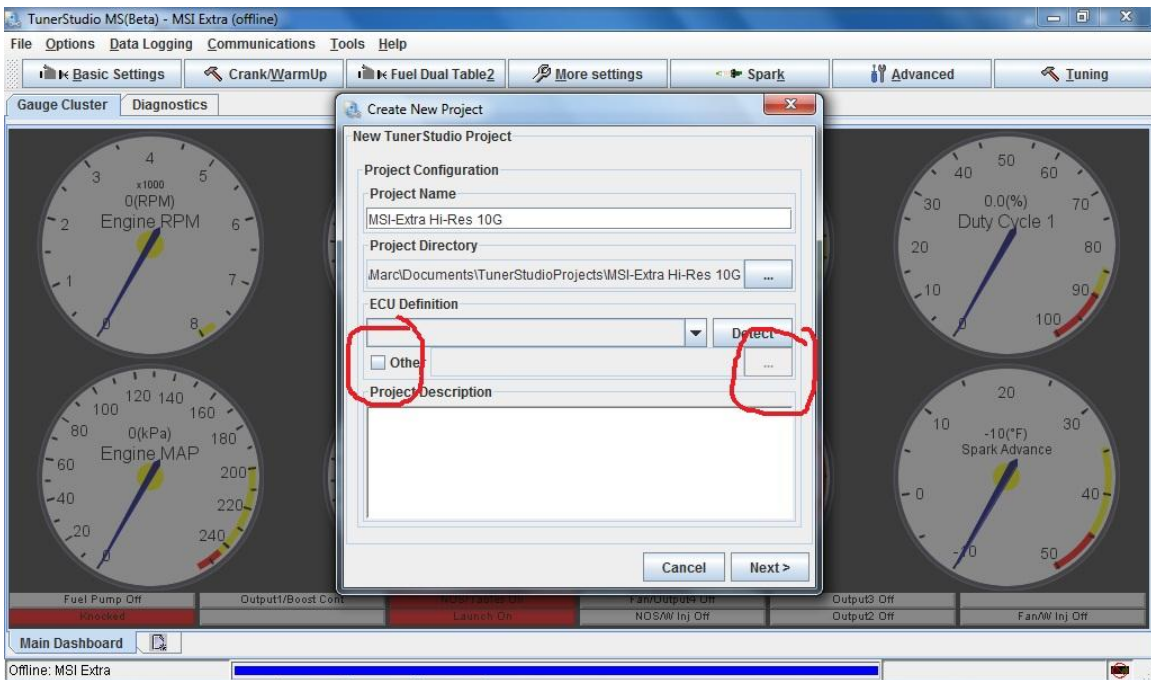 TunerStudio MS(Beta) - MSI Extra (offline)
File Options Data Logging Communications Tools Help
Basic Settings Crank/WarmUp Fuel Dual Table2 More settings Spark Advanced Tuning
Gauge Cluster Diagnostics
Create New Project
New TunerStudio Project
Project Configuration
Project Name
MSI-Extra Hi-Res 10G
Project Directory
Marc\Documents\TunerStudioProjects\MSI-Extra Hi-Res 10G ...
ECU Definition
Detect
Other ...
Project Description
Cancel Next >
0 1 2 3 4 5 6 7 8
x1000
0(RPM)
Engine RPM
10 20 30 40 50 60 70 80 90 100
0.0(%)
Duty Cycle 1
0 20 40 60 80 100 120 140 160 180 200 220 240
0(kPa)
Engine MAP
-10 0 10 20 30 40 50
-10(°F)
Spark Advance
Fuel Pump Off Output1/Boost Cont Fan/Output4 Off Output3 Off
Knocked Launch On NOS/W Inj Off Output2 Off Fan/W Inj Off
Main Dashboard
Offline: MSI Extra